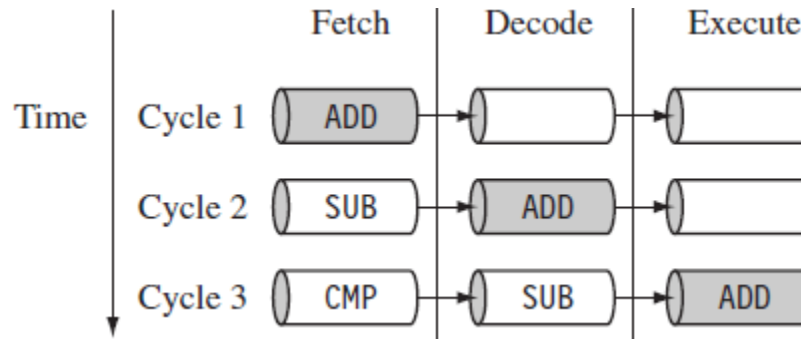 Fetch Decode Execute
Time Cycle 1 ADD
Cycle 2 SUB ADD
Cycle 3 CMP SUB ADD